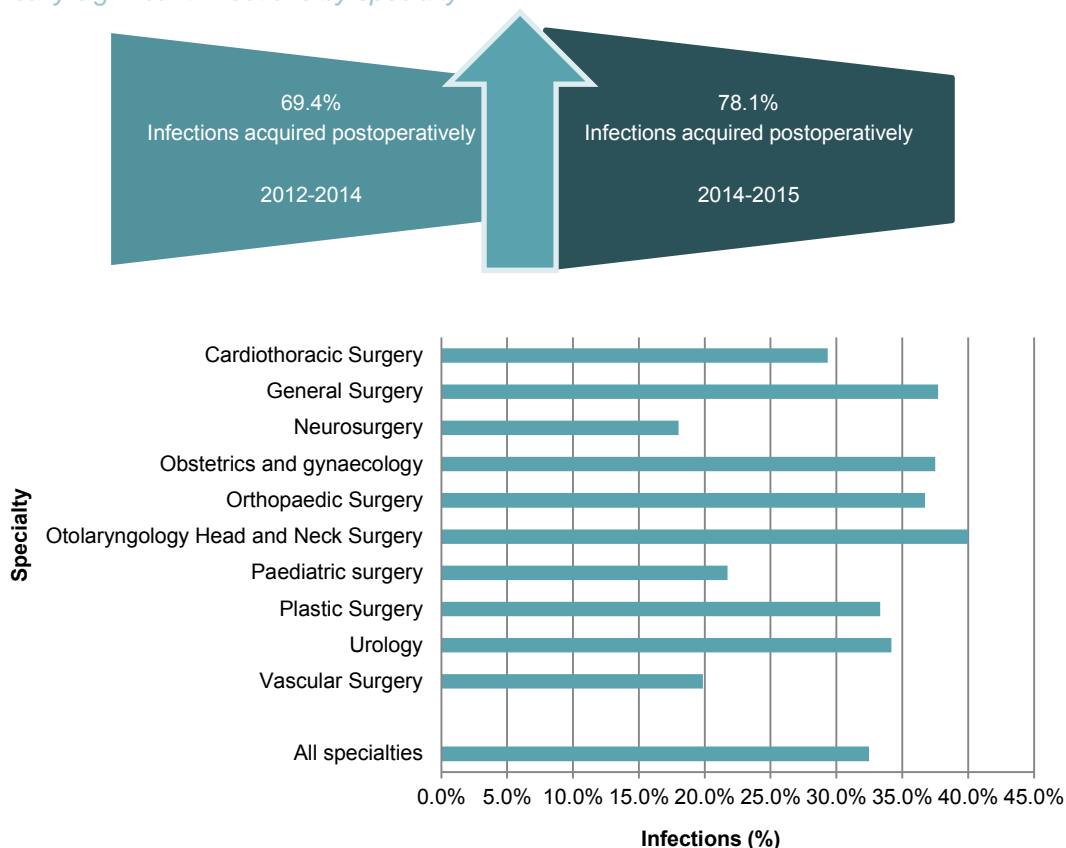 infections by specialty
69.4%
Infections acquired postoperatively
2012-2014
78.1%
Infections acquired postoperatively
2014-2015
Cardiothoracic Surgery
General Surgery
Neurosurgery
Obstetrics and gynaecology
Orthopaedic Surgery
Otolaryngology Head and Neck Surgery
Paediatric surgery
Plastic Surgery
Urology
Vascular Surgery
All specialties
Specialty
0.0% 5.0% 10.0% 15.0% 20.0% 25.0% 30.0% 35.0% 40.0% 45.0%
Infections (%)